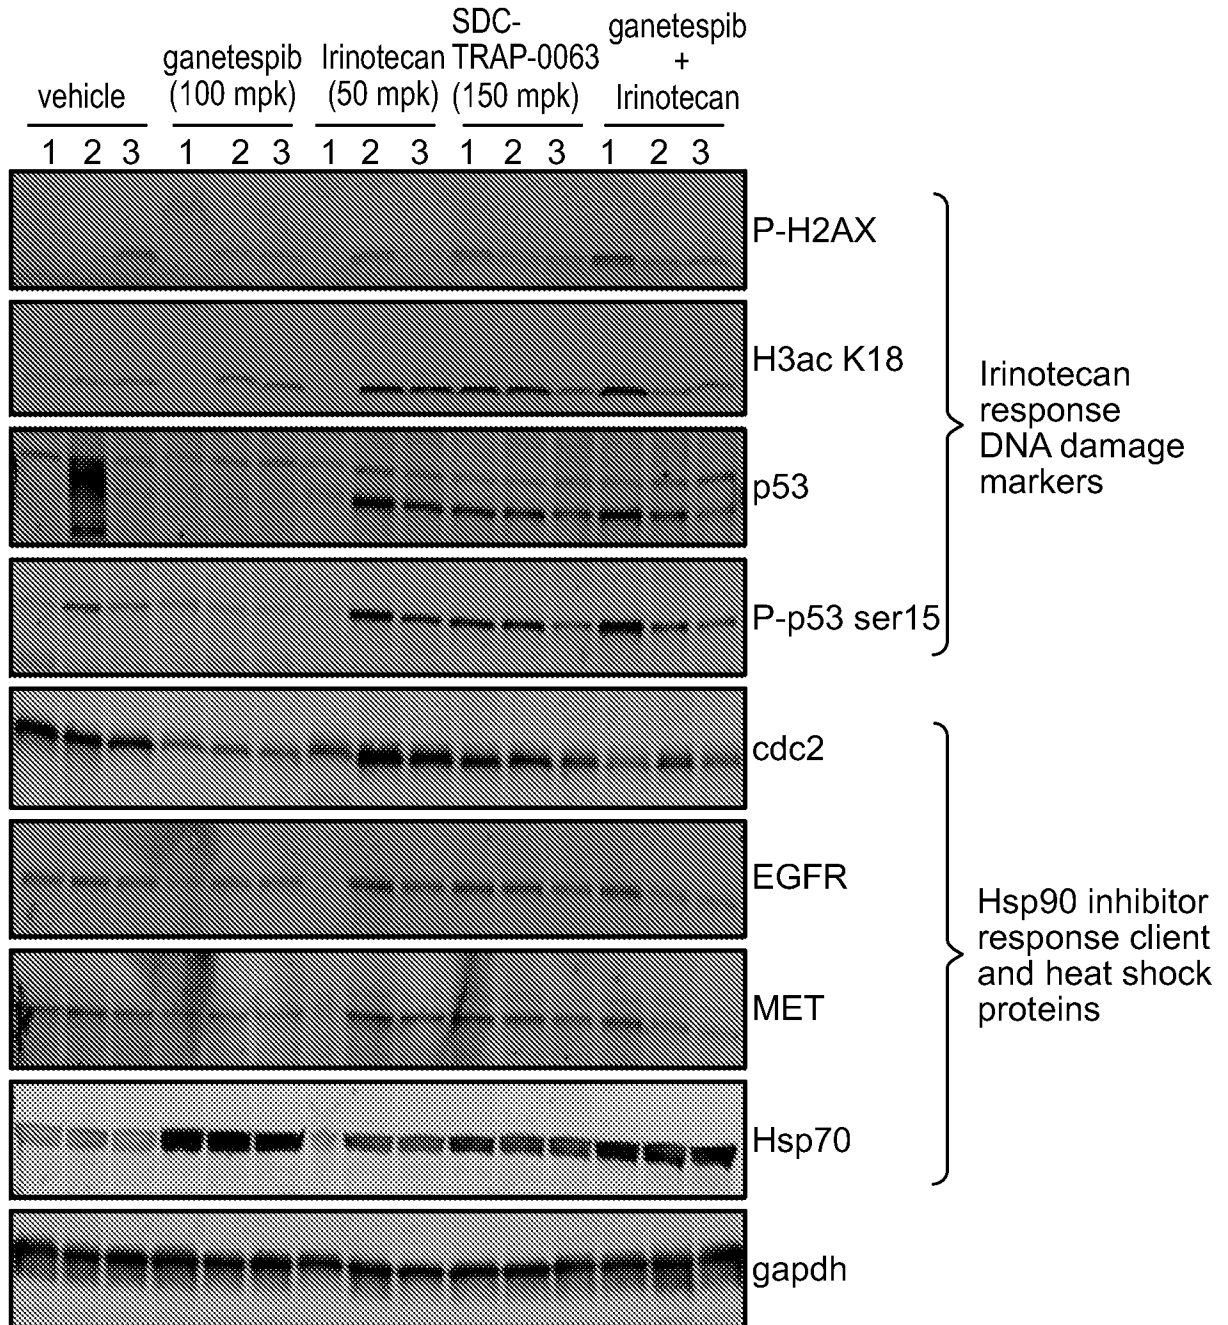 vehicle
ganetespib
(100 mpk)
Irinotecan
(50 mpk)
SDC-
TRAP-0063
(150 mpk)
ganetespib
+
Irinotecan
1 2 3 1 2 3 1 2 3 1 2 3 1 2 3
P-H2AX
H3ac K18
p53
P-p53 ser15
Irinotecan
response
DNA damage
markers
cdc2
EGFR
MET
Hsp70
Hsp90 inhibitor
response client
and heat shock
proteins
gapdh